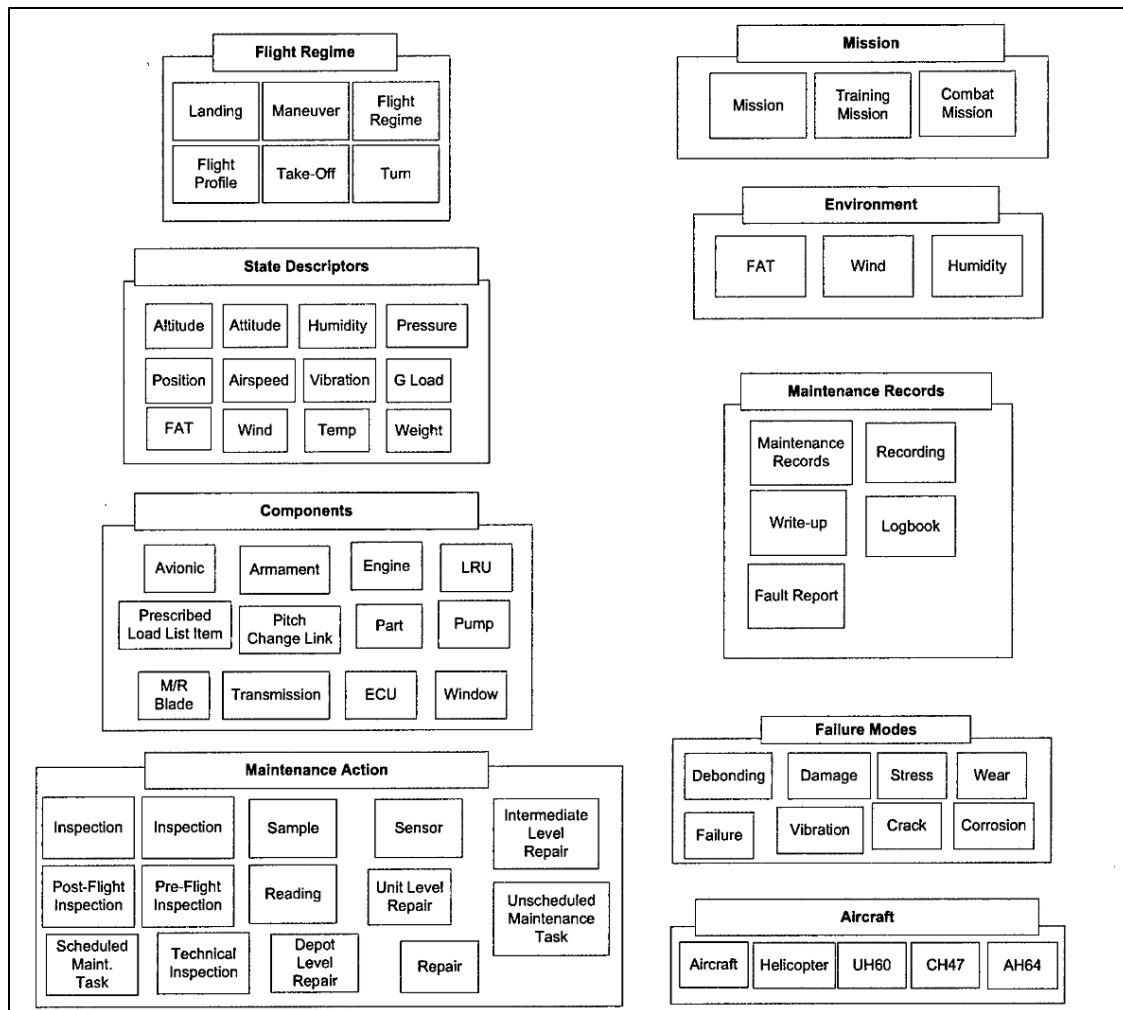 Flight Regime
Landing
Maneuver
Flight
Regime
Flight
Profile
Take-Off
Turn
State Descriptors
Altitude
Attitude
Humidity
Pressure
Position
Airspeed
Vibration
G Load
FAT
Wind
Temp
Weight
Components
Avionic
Armament
Engine
LRU
Prescribed
Load List Item
Pitch
Change Link
Part
Pump
M/R
Blade
Transmission
ECU
Window
Maintenance Action
Inspection
Inspection
Sample
Sensor
Intermediate
Level
Repair
Post-Flight
Inspection
Pre-Flight
Inspection
Reading
Unit Level
Repair
Unscheduled
Maintenance
Task
Scheduled
Maint.
Task
Technical
Inspection
Depot
Level
Repair
Repair
Mission
Mission
Training
Mission
Combat
Mission
Environment
FAT
Wind
Humidity
Maintenance Records
Maintenance
Records
Recording
Write-up
Logbook
Fault Report
Failure Modes
Debonding
Damage
Stress
Wear
Failure
Vibration
Crack
Corrosion
Aircraft
Aircraft
Helicopter
UH60
CH47
AH64